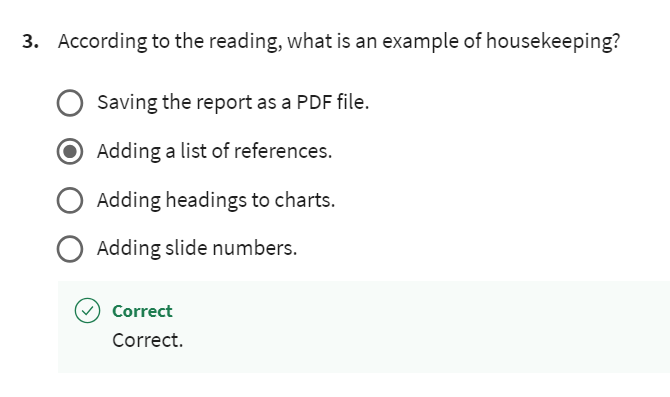 3. According to the reading, what is an example of housekeeping?
Saving the report as a PDF file.
Adding a list of references.
Adding headings to charts.
Adding slide numbers.
Correct
Correct.